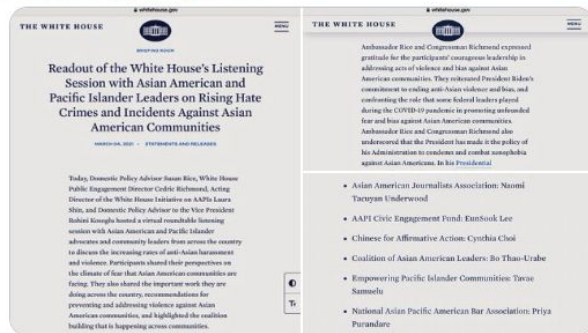 whitehouse.gov
THE WHITE HOUSE
MENU
BRIEFING ROOM
Readout of the White House's Listening
Session with Asian American and
Pacific Islander Leaders on Rising Hate
Crimes and Incidents Against Asian
American Communities
MARCH 05, 2021 • STATEMENTS AND RELEASES
Today, Domestic Policy Advisor Susan Rice, White House
Public Engagement Director Cedric Richmond, Acting
Director of the White House Initiative on AAPIs Laura
Shin, and Domestic Policy Advisor to the Vice President
Rohini Kosoglu hosted a virtual roundtable listening
session with Asian American and Pacific Islander
advocates and community leaders from across the country
to discuss the increasing rates of anti-Asian harassment
and violence. Participants shared their perspectives on
the climate of fear that Asian American communities are
facing. They also shared the important work they are
doing across the country, recommendations for
preventing and addressing violence against Asian
American communities, and highlighted the coalition
building that is happening across communities.
whitehouse.gov
THE WHITE HOUSE
MENU
Ambassador Rice and Congressman Richmond expressed
gratitude for the participants' courageous leadership in
addressing acts of violence and bias against Asian
American communities. They reiterated President Biden's
commitment to ending anti-Asian violence and bias, and
confronting the role that some federal leaders played
during the COVID-19 pandemic in promoting unfounded
fear and bias against Asian American communities.
Ambassador Rice and Congressman Richmond also
underscored that the President has made it the policy of
his Administration to condemn and combat xenophobia
against Asian Americans. In his Presidential
• Asian American Journalists Association: Naomi
Tacuyan Underwood
• AAPI Civic Engagement Fund: EunSook Lee
• Chinese for Affirmative Action: Cynthia Choi
• Coalition of Asian American Leaders: Bo Thao-Urabe
• Empowering Pacific Islander Communities: Tavae
Samuelu
• National Asian Pacific American Bar Association: Priya
Purandare